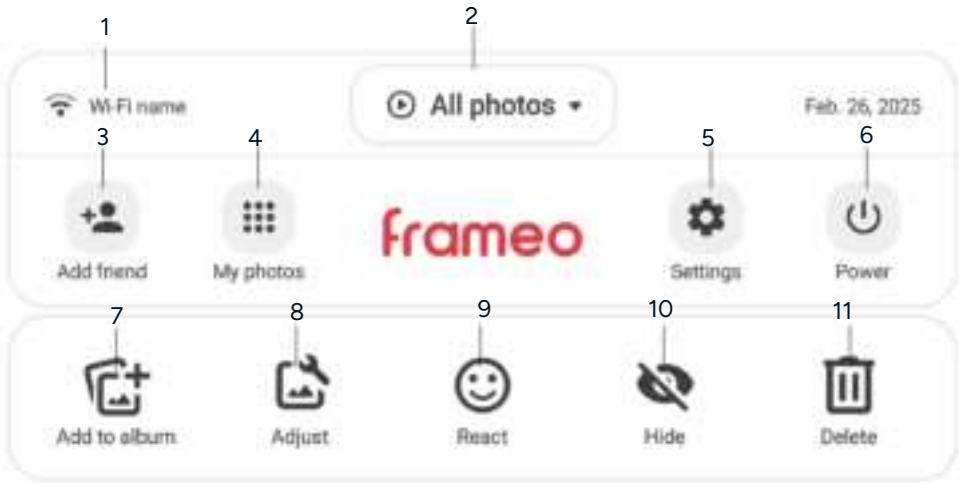 1
2
Wi-Fi name
All photos
Feb. 26, 2025
3
4
5
6
frameo
Add friend
My photos
Settings
Power
7
8
9
10
11
Add to album
Adjust
React
Hide
Delete